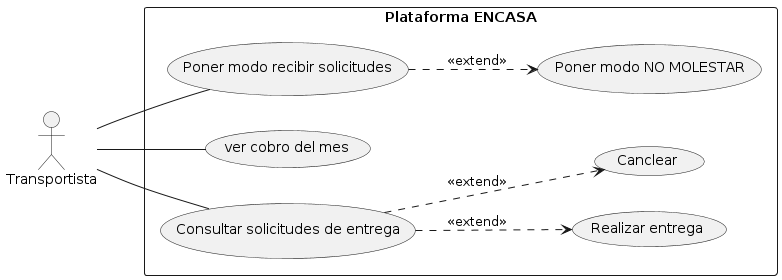 Plataforma ENCASA
Poner modo recibir solicitudes
«extend»
Poner modo NO MOLESTAR
ver cobro del mes
Transportista
«extend»
Canclear
Consultar solicitudes de entrega
«extend»
Realizar entrega